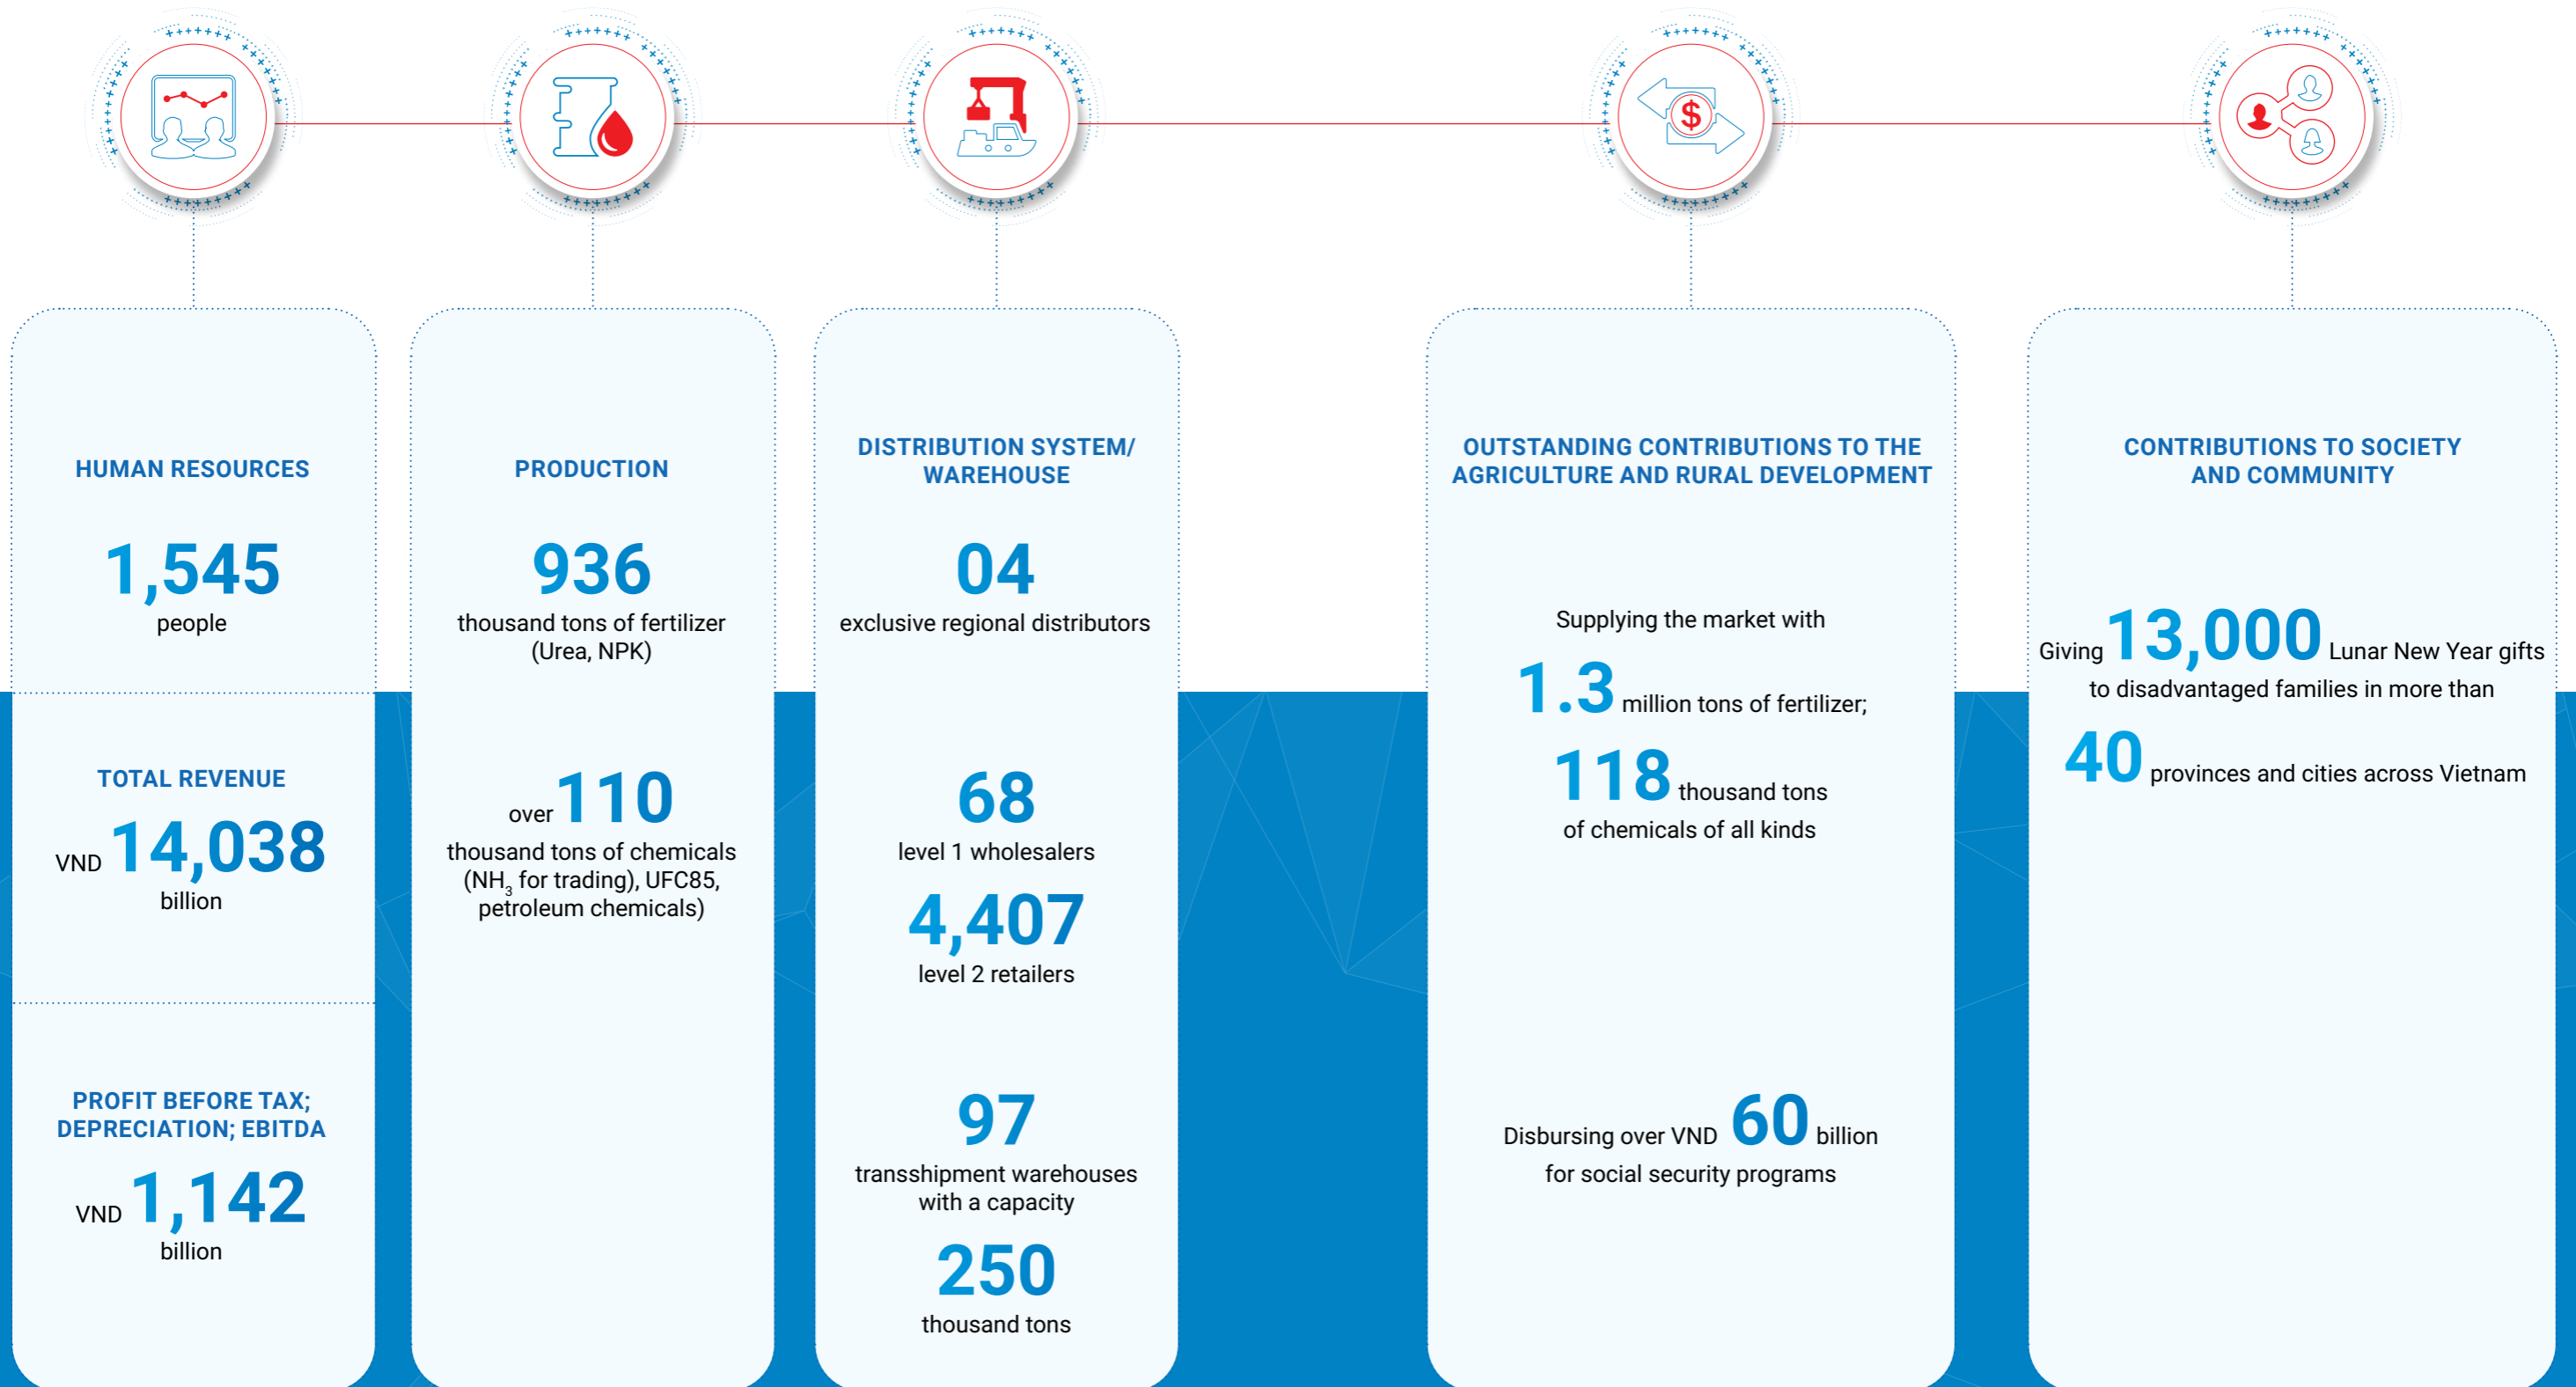 HUMAN RESOURCES
1,545
people
TOTAL REVENUE
VND 14,038
billion
PROFIT BEFORE TAX;
DEPRECIATION; EBITDA
VND 1,142
billion
PRODUCTION
936
thousand tons of fertilizer
(Urea, NPK)
over 110
thousand tons of chemicals
(NH₃ for trading), UFC85,
petroleum chemicals)
DISTRIBUTION SYSTEM/
WAREHOUSE
04
exclusive regional distributors
68
level 1 wholesalers
4,407
level 2 retailers
97
transshipment warehouses
with a capacity
250
thousand tons
OUTSTANDING CONTRIBUTIONS TO THE
AGRICULTURE AND RURAL DEVELOPMENT
Supplying the market with
1.3 million tons of fertilizer;
118 thousand tons
of chemicals of all kinds
Disbursing over VND 60 billion
for social security programs
CONTRIBUTIONS TO SOCIETY
AND COMMUNITY
Giving 13,000 Lunar New Year gifts
to disadvantaged families in more than
40 provinces and cities across Vietnam
$